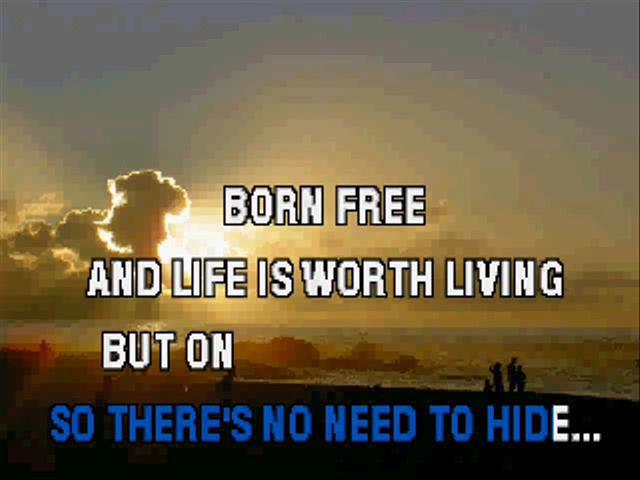 BORN FREE
AND LIFE IS WORTH LIVING
BUT ON
SO THERE'S NO NEED TO HIDE...